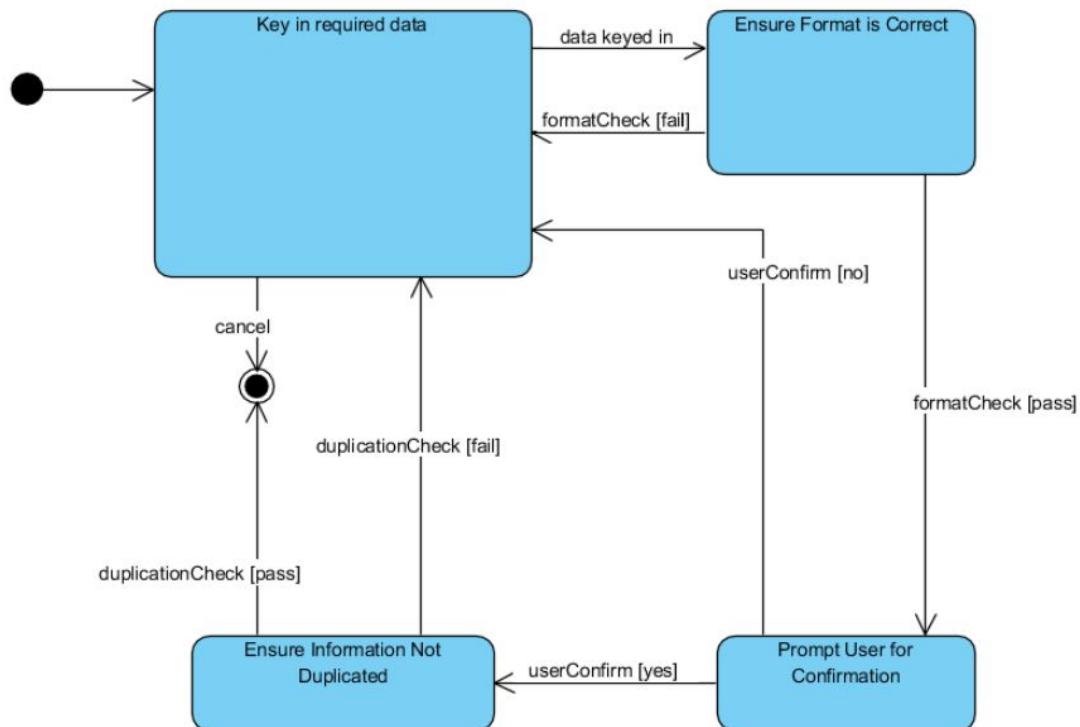 Key in required data
Ensure Format is Correct
data keyed in
formatCheck [fail]
userConfirm [no]
cancel
formatCheck [pass]
duplicationCheck [fail]
duplicationCheck [pass]
Ensure Information Not
Duplicated
userConfirm [yes]
Prompt User for
Confirmation